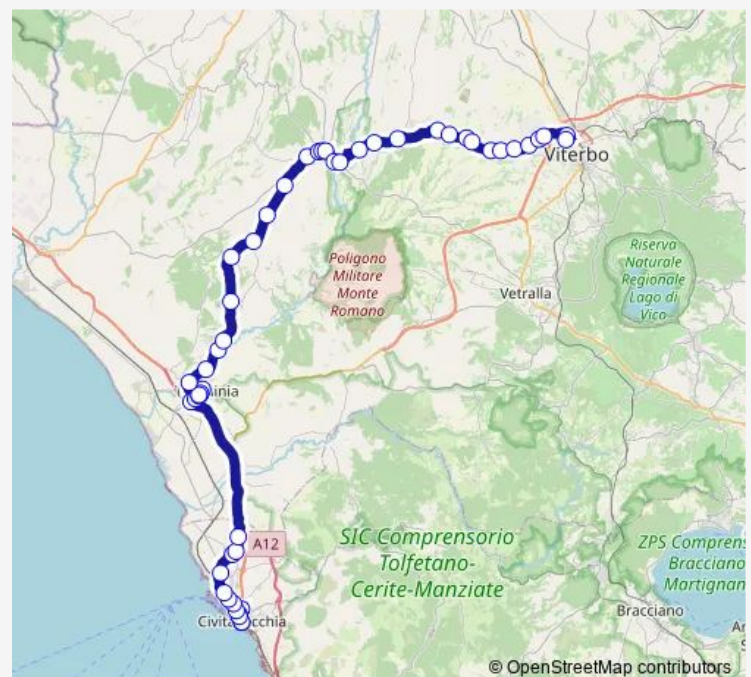 Viterbo
Riserva
Naturale
Regionale
Lago di
Vico
Poligono
Militare
Monte
Romano
Vetralla
A12
SIC Comprensorio
Tolfetano-
Cerite-Manziate
ZPS Comprens
Bracciano
Martignan
Bracciano
© OpenStreetMap contributors